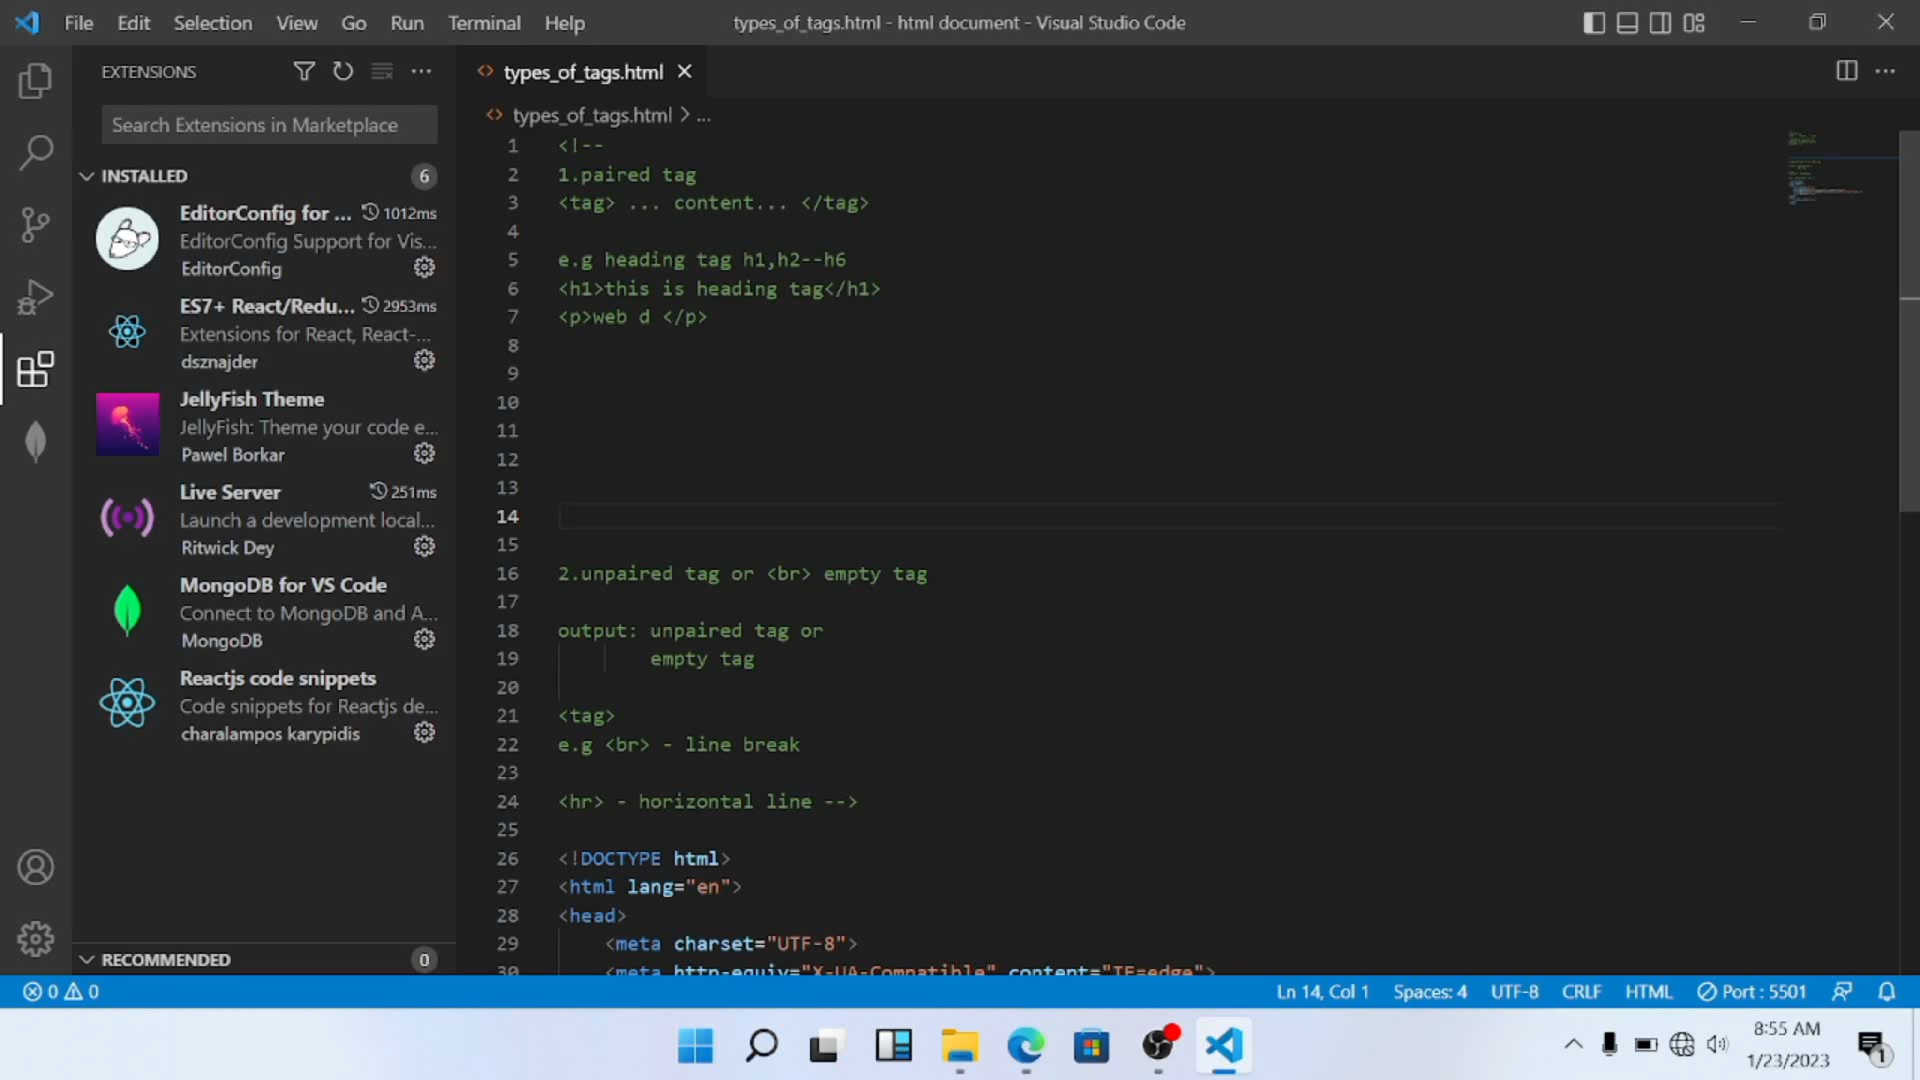 File Edit Selection View Go Run Terminal Help
types_of_tags.html - html document - Visual Studio Code
EXTENSIONS
Search Extensions in Marketplace
INSTALLED 6
EditorConfig for ... 1012ms
EditorConfig Support for Vis...
EditorConfig
ES7+ React/Redu... 2953ms
Extensions for React, React-...
dsznajder
JellyFish Theme
JellyFish: Theme your code e...
Pawel Borkar
Live Server 251ms
Launch a development local...
Ritwick Dey
MongoDB for VS Code
Connect to MongoDB and A...
MongoDB
Reactjs code snippets
Code snippets for Reactjs de...
charalampos karypidis
RECOMMENDED 0
types_of_tags.html
types_of_tags.html > ...
1 <!--
2 1.paired tag
3 <tag> ... content... </tag>
4
5 e.g heading tag h1,h2--h6
6 <h1>this is heading tag</h1>
7 <p>web d </p>
8
9
10
11
12
13
14
15
16 2.unpaired tag or <br> empty tag
17
18 output: unpaired tag or
19 empty tag
20
21 <tag>
22 e.g <br> - line break
23
24 <hr> - horizontal line -->
25
26 <!DOCTYPE html>
27 <html lang="en">
28 <head>
29 <meta charset="UTF-8">
30 <meta http-equiv="X-UA-Compatible" content="IE=edge">
0 0
Ln 14, Col 1 Spaces: 4 UTF-8 CRLF HTML Port : 5501
8:55 AM
1/23/2023
1